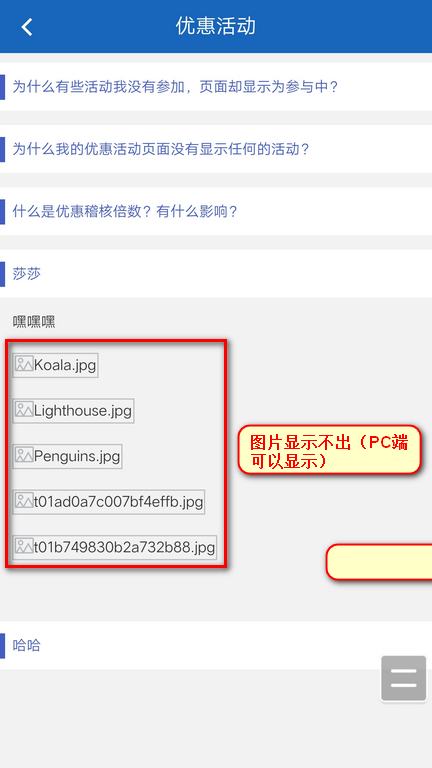 优惠活动
为什么有些活动我没有参加，页面却显示为参与中？
为什么我的优惠活动页面没有显示任何的活动？
什么是优惠稽核倍数？有什么影响？
莎莎
嘿嘿嘿
Koala.jpg
Lighthouse.jpg
Penguins.jpg
t01ad0a7c007bf4effb.jpg
t01b749830b2a732b88.jpg
图片显示不出（PC端
可以显示）
哈哈